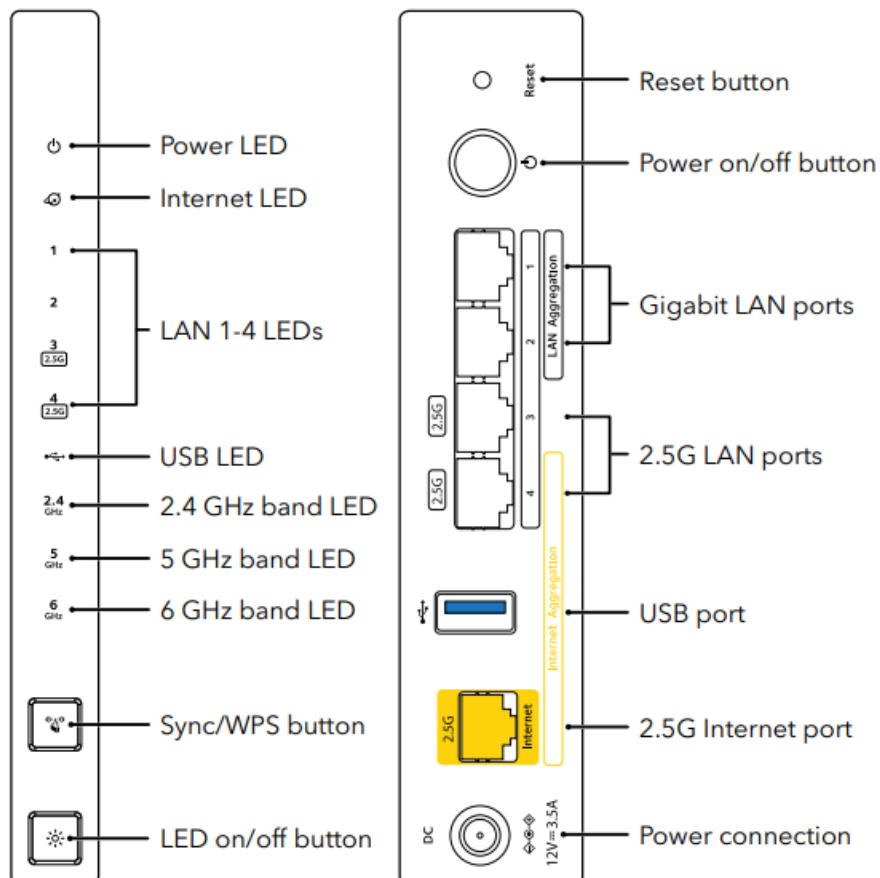 Power LED
Internet LED
1
2
3
2.5G
4
2.5G
LAN 1-4 LEDs
USB LED
2.4
GHz
2.4 GHz band LED
5
GHz
5 GHz band LED
6
GHz
6 GHz band LED
Sync/WPS button
LED on/off button
Reset
Reset button
Power on/off button
1
2
LAN Aggregation
Gigabit LAN ports
2.5G
3
2.5G
4
2.5G LAN ports
Internet Aggregation
USB port
2.5G
Internet
2.5G Internet port
DC
12V⎓3.5A
Power connection